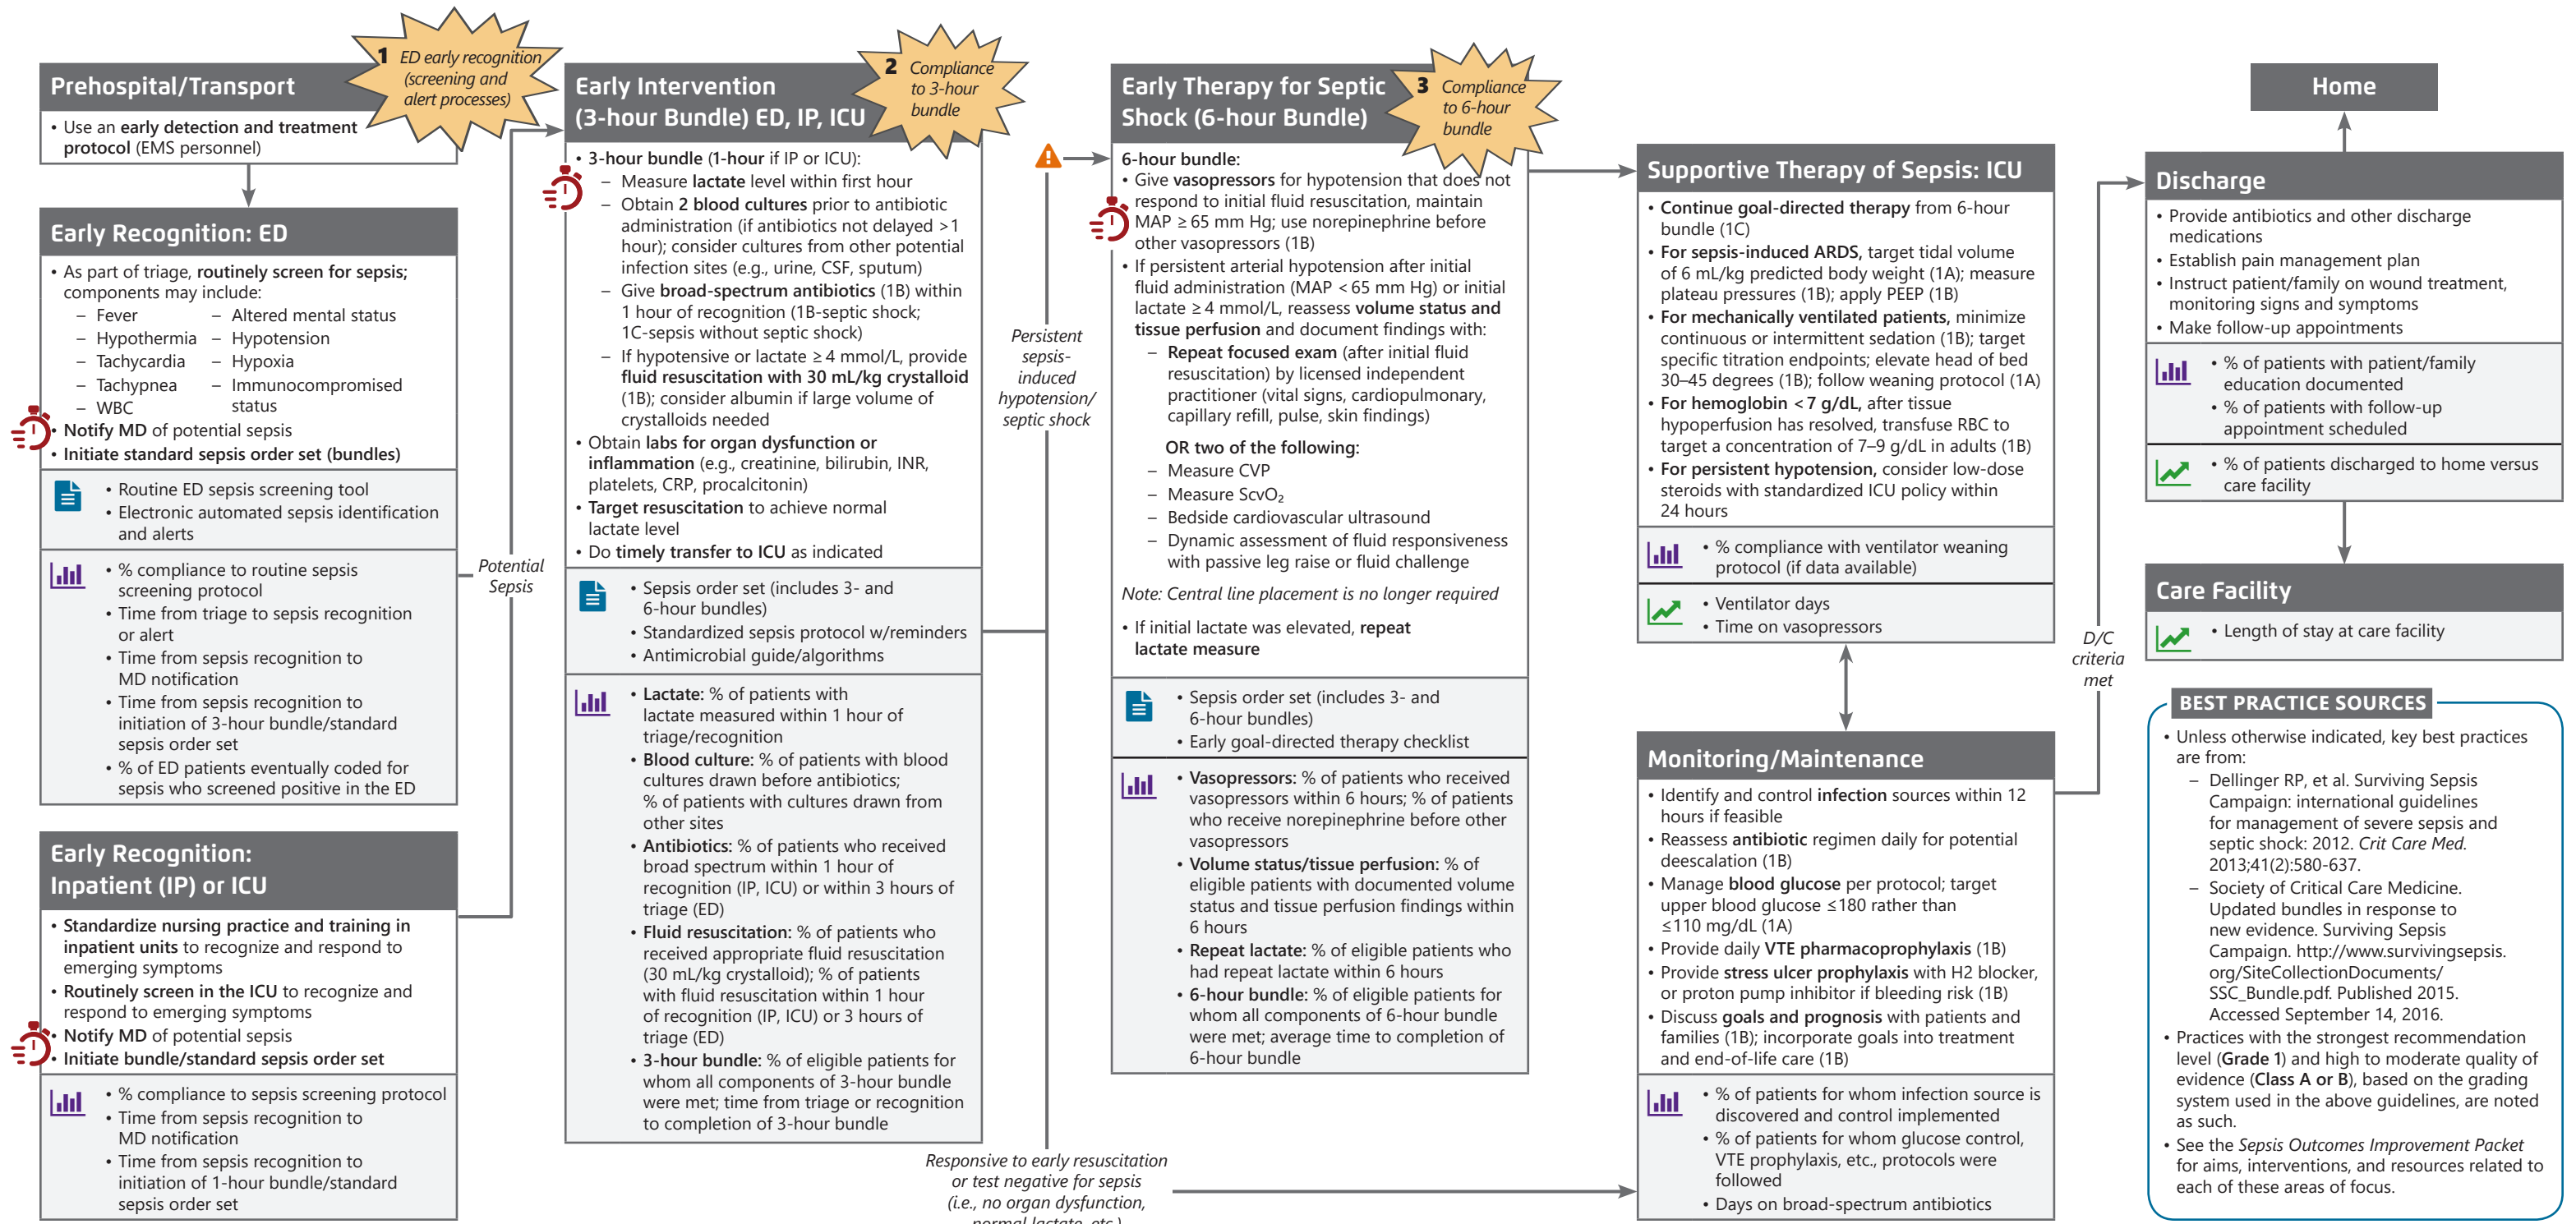 1 ED early recognition
(screening and
alert processes)
Prehospital/Transport
• Use an early detection and treatment
protocol (EMS personnel)
Early Recognition: ED
• As part of triage, routinely screen for sepsis;
components may include:
– Fever
– Hypothermia
– Tachycardia
– Tachypnea
– WBC
– Altered mental status
– Hypotension
– Hypoxia
– Immunocompromised
status
• Notify MD of potential sepsis
• Initiate standard sepsis order set (bundles)
• Routine ED sepsis screening tool
• Electronic automated sepsis identification
and alerts
• % compliance to routine sepsis
screening protocol
• Time from triage to sepsis recognition
or alert
• Time from sepsis recognition to
MD notification
• Time from sepsis recognition to
initiation of 3-hour bundle/standard
sepsis order set
• % of ED patients eventually coded for
sepsis who screened positive in the ED
Early Recognition:
Inpatient (IP) or ICU
• Standardize nursing practice and training in
inpatient units to recognize and respond to
emerging symptoms
• Routinely screen in the ICU to recognize and
respond to emerging symptoms
• Notify MD of potential sepsis
• Initiate bundle/standard sepsis order set
• % compliance to sepsis screening protocol
• Time from sepsis recognition to
MD notification
• Time from sepsis recognition to
initiation of 1-hour bundle/standard
sepsis order set
Potential
Sepsis
2 Compliance
to 3-hour
bundle
Early Intervention
(3-hour Bundle) ED, IP, ICU
• 3-hour bundle (1-hour if IP or ICU):
– Measure lactate level within first hour
– Obtain 2 blood cultures prior to antibiotic
administration (if antibiotics not delayed >1
hour); consider cultures from other potential
infection sites (e.g., urine, CSF, sputum)
– Give broad-spectrum antibiotics (1B) within
1 hour of recognition (1B-septic shock;
1C-sepsis without septic shock)
– If hypotensive or lactate ≥ 4 mmol/L, provide
fluid resuscitation with 30 mL/kg crystalloid
(1B); consider albumin if large volume of
crystalloids needed
• Obtain labs for organ dysfunction or
inflammation (e.g., creatinine, bilirubin, INR,
platelets, CRP, procalcitonin)
• Target resuscitation to achieve normal
lactate level
• Do timely transfer to ICU as indicated
• Sepsis order set (includes 3- and
6-hour bundles)
• Standardized sepsis protocol w/reminders
• Antimicrobial guide/algorithms
• Lactate: % of patients with
lactate measured within 1 hour of
triage/recognition
• Blood culture: % of patients with blood
cultures drawn before antibiotics;
% of patients with cultures drawn from
other sites
• Antibiotics: % of patients who received
broad spectrum within 1 hour of
recognition (IP, ICU) or within 3 hours of
triage (ED)
• Fluid resuscitation: % of patients who
received appropriate fluid resuscitation
(30 mL/kg crystalloid); % of patients
with fluid resuscitation within 1 hour
of recognition (IP, ICU) or 3 hours of
triage (ED)
• 3-hour bundle: % of eligible patients for
whom all components of 3-hour bundle
were met; time from triage or recognition
to completion of 3-hour bundle
Persistent
sepsis-
induced
hypotension/
septic shock
Responsive to early resuscitation
or test negative for sepsis
(i.e., no organ dysfunction,
normal lactate, etc.)
3 Compliance
to 6-hour
bundle
Early Therapy for Septic
Shock (6-hour Bundle)
6-hour bundle:
• Give vasopressors for hypotension that does not
respond to initial fluid resuscitation, maintain
MAP ≥ 65 mm Hg; use norepinephrine before
other vasopressors (1B)
• If persistent arterial hypotension after initial
fluid administration (MAP < 65 mm Hg) or initial
lactate ≥ 4 mmol/L, reassess volume status and
tissue perfusion and document findings with:
– Repeat focused exam (after initial fluid
resuscitation) by licensed independent
practitioner (vital signs, cardiopulmonary,
capillary refill, pulse, skin findings)
OR two of the following:
– Measure CVP
– Measure ScvO₂
– Bedside cardiovascular ultrasound
– Dynamic assessment of fluid responsiveness
with passive leg raise or fluid challenge
Note: Central line placement is no longer required
• If initial lactate was elevated, repeat
lactate measure
• Sepsis order set (includes 3- and
6-hour bundles)
• Early goal-directed therapy checklist
• Vasopressors: % of patients who received
vasopressors within 6 hours; % of patients
who receive norepinephrine before other
vasopressors
• Volume status/tissue perfusion: % of
eligible patients with documented volume
status and tissue perfusion findings within
6 hours
• Repeat lactate: % of eligible patients who
had repeat lactate within 6 hours
• 6-hour bundle: % of eligible patients for
whom all components of 6-hour bundle
were met; average time to completion of
6-hour bundle
Supportive Therapy of Sepsis: ICU
• Continue goal-directed therapy from 6-hour
bundle (1C)
• For sepsis-induced ARDS, target tidal volume
of 6 mL/kg predicted body weight (1A); measure
plateau pressures (1B); apply PEEP (1B)
• For mechanically ventilated patients, minimize
continuous or intermittent sedation (1B); target
specific titration endpoints; elevate head of bed
30–45 degrees (1B); follow weaning protocol (1A)
• For hemoglobin < 7 g/dL, after tissue
hypoperfusion has resolved, transfuse RBC to
target a concentration of 7–9 g/dL in adults (1B)
• For persistent hypotension, consider low-dose
steroids with standardized ICU policy within
24 hours
• % compliance with ventilator weaning
protocol (if data available)
• Ventilator days
• Time on vasopressors
Monitoring/Maintenance
• Identify and control infection sources within 12
hours if feasible
• Reassess antibiotic regimen daily for potential
deescalation (1B)
• Manage blood glucose per protocol; target
upper blood glucose ≤180 rather than
≤110 mg/dL (1A)
• Provide daily VTE pharmacoprophylaxis (1B)
• Provide stress ulcer prophylaxis with H2 blocker,
or proton pump inhibitor if bleeding risk (1B)
• Discuss goals and prognosis with patients and
families (1B); incorporate goals into treatment
and end-of-life care (1B)
• % of patients for whom infection source is
discovered and control implemented
• % of patients for whom glucose control,
VTE prophylaxis, etc., protocols were
followed
• Days on broad-spectrum antibiotics
D/C
criteria
met
Home
Discharge
• Provide antibiotics and other discharge
medications
• Establish pain management plan
• Instruct patient/family on wound treatment,
monitoring signs and symptoms
• Make follow-up appointments
• % of patients with patient/family
education documented
• % of patients with follow-up
appointment scheduled
• % of patients discharged to home versus
care facility
Care Facility
• Length of stay at care facility
BEST PRACTICE SOURCES
• Unless otherwise indicated, key best practices
are from:
– Dellinger RP, et al. Surviving Sepsis
Campaign: international guidelines
for management of severe sepsis and
septic shock: 2012. Crit Care Med.
2013;41(2):580-637.
– Society of Critical Care Medicine.
Updated bundles in response to
new evidence. Surviving Sepsis
Campaign. http://www.survivingsepsis.
org/SiteCollectionDocuments/
SSC_Bundle.pdf. Published 2015.
Accessed September 14, 2016.
• Practices with the strongest recommendation
level (Grade 1) and high to moderate quality of
evidence (Class A or B), based on the grading
system used in the above guidelines, are noted
as such.
• See the Sepsis Outcomes Improvement Packet
for aims, interventions, and resources related to
each of these areas of focus.